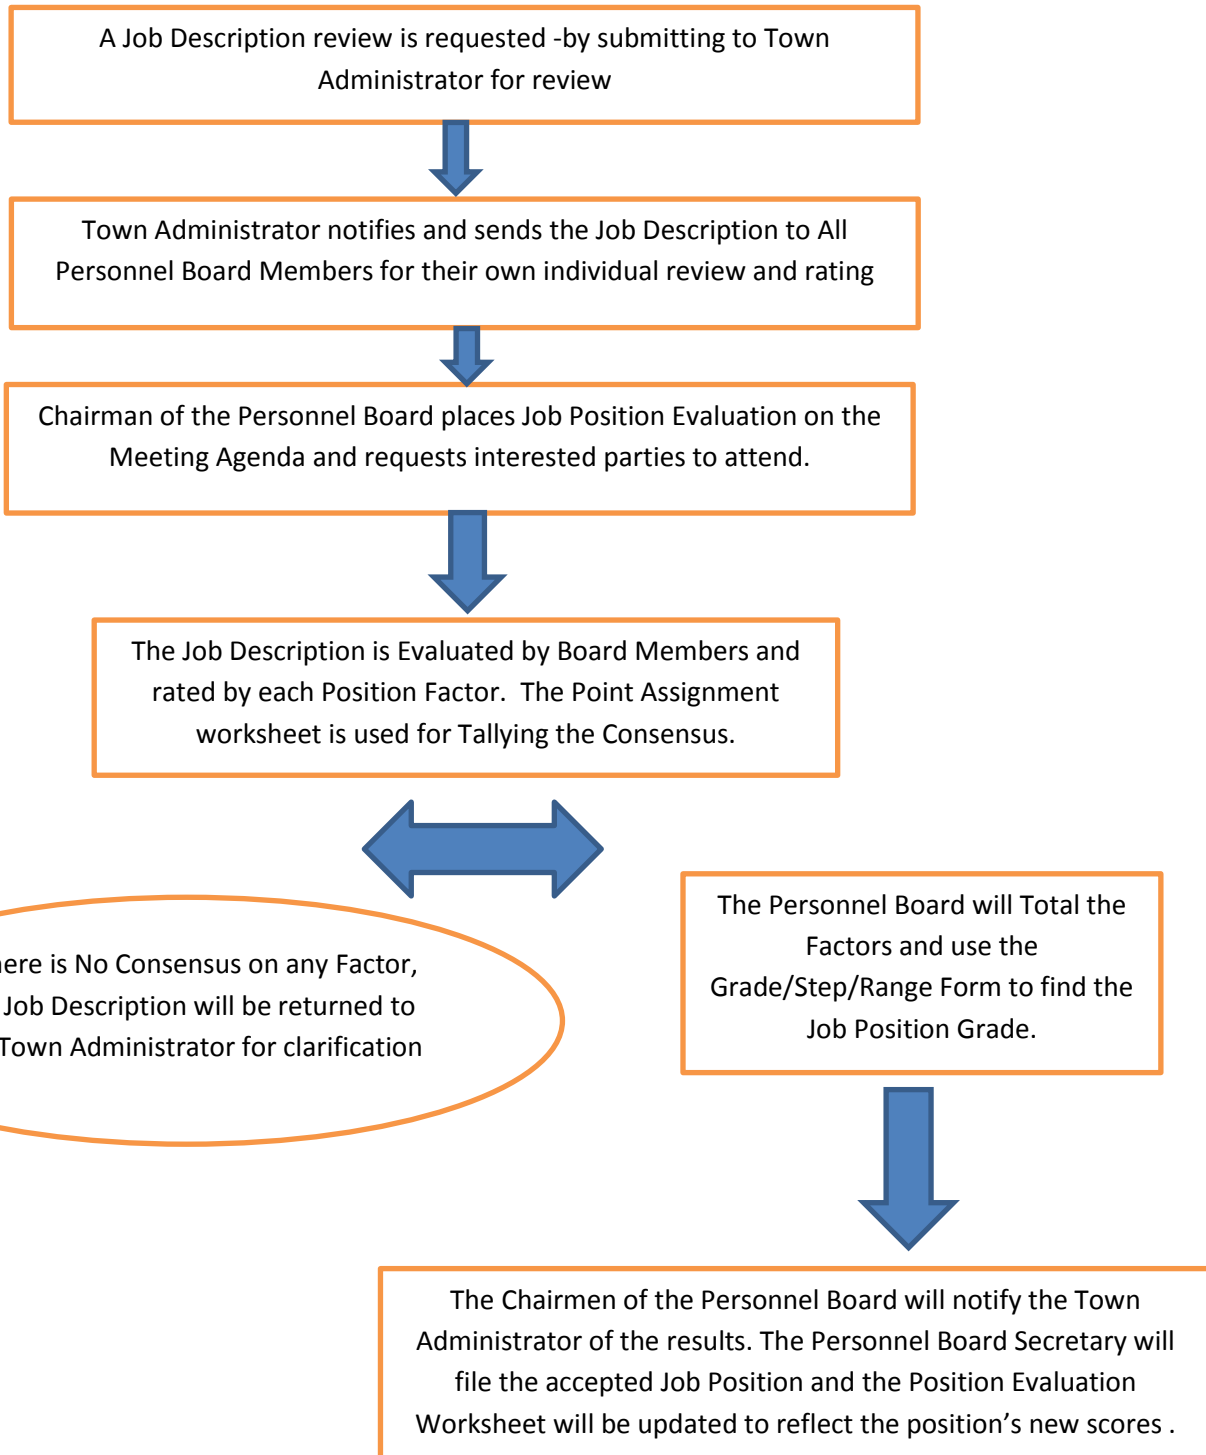 A Job Description review is requested -by submitting to Town
Administrator for review
Town Administrator notifies and sends the Job Description to All
Personnel Board Members for their own individual review and rating
Chairman of the Personnel Board places Job Position Evaluation on the
Meeting Agenda and requests interested parties to attend.
The Job Description is Evaluated by Board Members and
rated by each Position Factor.  The Point Assignment
worksheet is used for Tallying the Consensus.
is No Consensus on any Factor,
Job Description will be returned to
Town Administrator for clarification
The Personnel Board will Total the
Factors and use the
Grade/Step/Range Form to find the
Job Position Grade.
The Chairmen of the Personnel Board will notify the Town
Administrator of the results. The Personnel Board Secretary will
file the accepted Job Position and the Position Evaluation
Worksheet will be updated to reflect the position’s new scores .